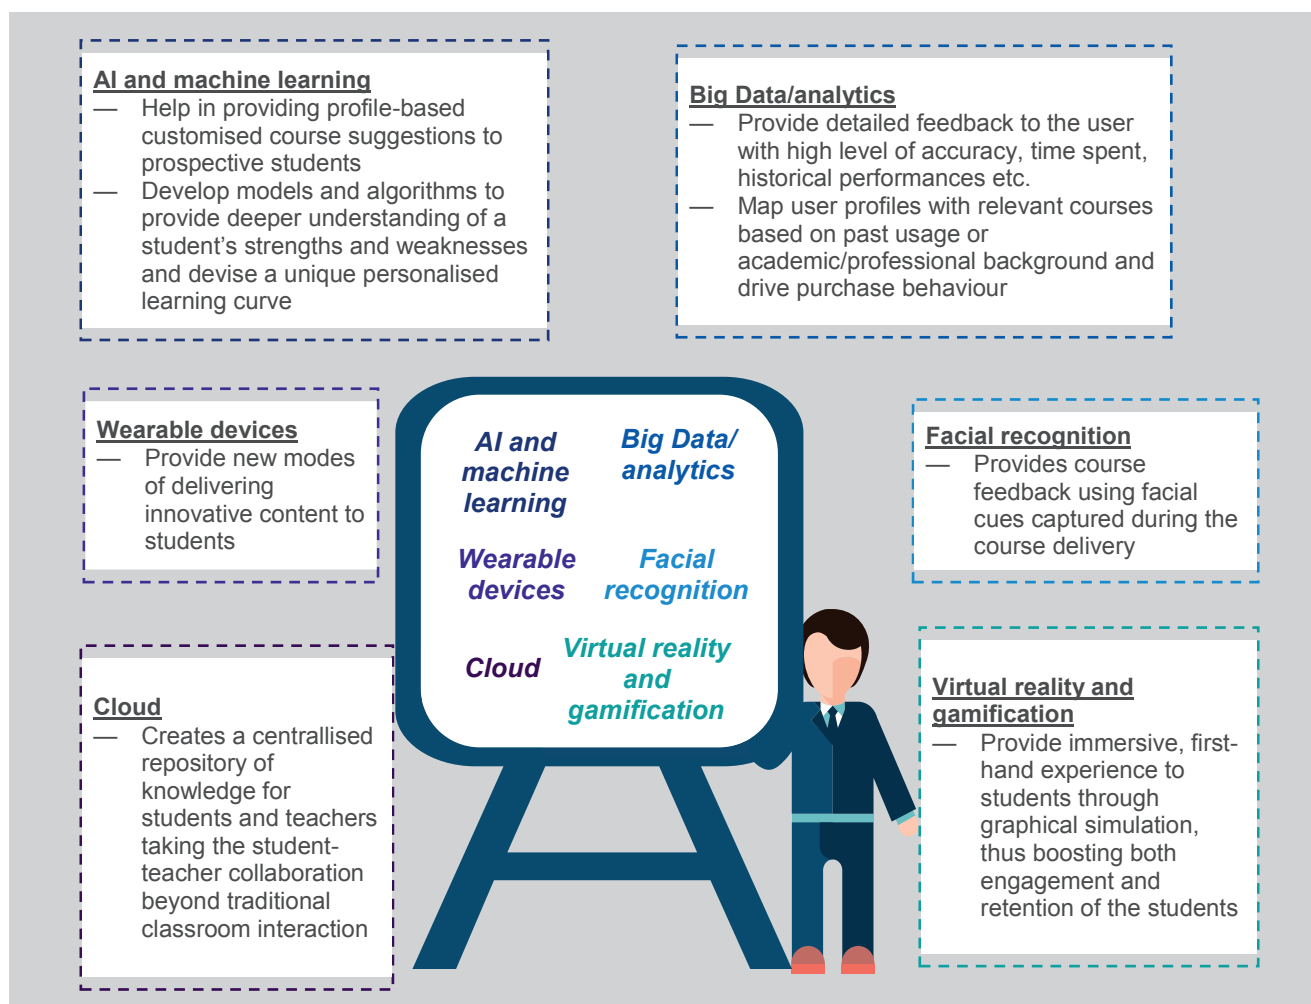 AI and machine learning
— Help in providing profile-based
customised course suggestions to
prospective students
— Develop models and algorithms to
provide deeper understanding of a
student's strengths and weaknesses
and devise a unique personalised
learning curve
Big Data/analytics
— Provide detailed feedback to the user
with high level of accuracy, time spent,
historical performances etc.
— Map user profiles with relevant courses
based on past usage or
academic/professional background and
drive purchase behaviour
Wearable devices
— Provide new modes
of delivering
innovative content to
students
AI and
machine
learning
Big Data/
analytics
Wearable
devices
Facial
recognition
Cloud
Virtual reality
and
gamification
Facial recognition
— Provides course
feedback using facial
cues captured during the
course delivery
Cloud
— Creates a centrallised
repository of
knowledge for
students and teachers
taking the student-
teacher collaboration
beyond traditional
classroom interaction
Virtual reality and
gamification
— Provide immersive, first-
hand experience to
students through
graphical simulation,
thus boosting both
engagement and
retention of the students